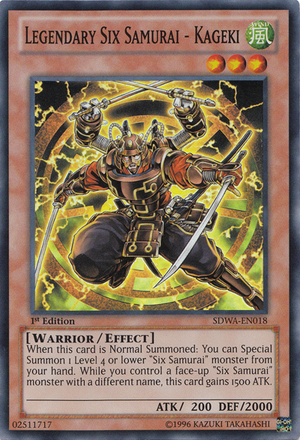 LEGENDARY SIX SAMURAI - KAGEKI
WIND
風
1st Edition
SDWA-EN018
[WARRIOR / EFFECT]
When this card is Normal Summoned: You can Special
Summon 1 Level 4 or lower "Six Samurai" monster from
your hand. While you control a face-up "Six Samurai"
monster with a different name, this card gains 1500 ATK.
ATK/ 200 DEF/2000
02511717
©1996 KAZUKI TAKAHASHI